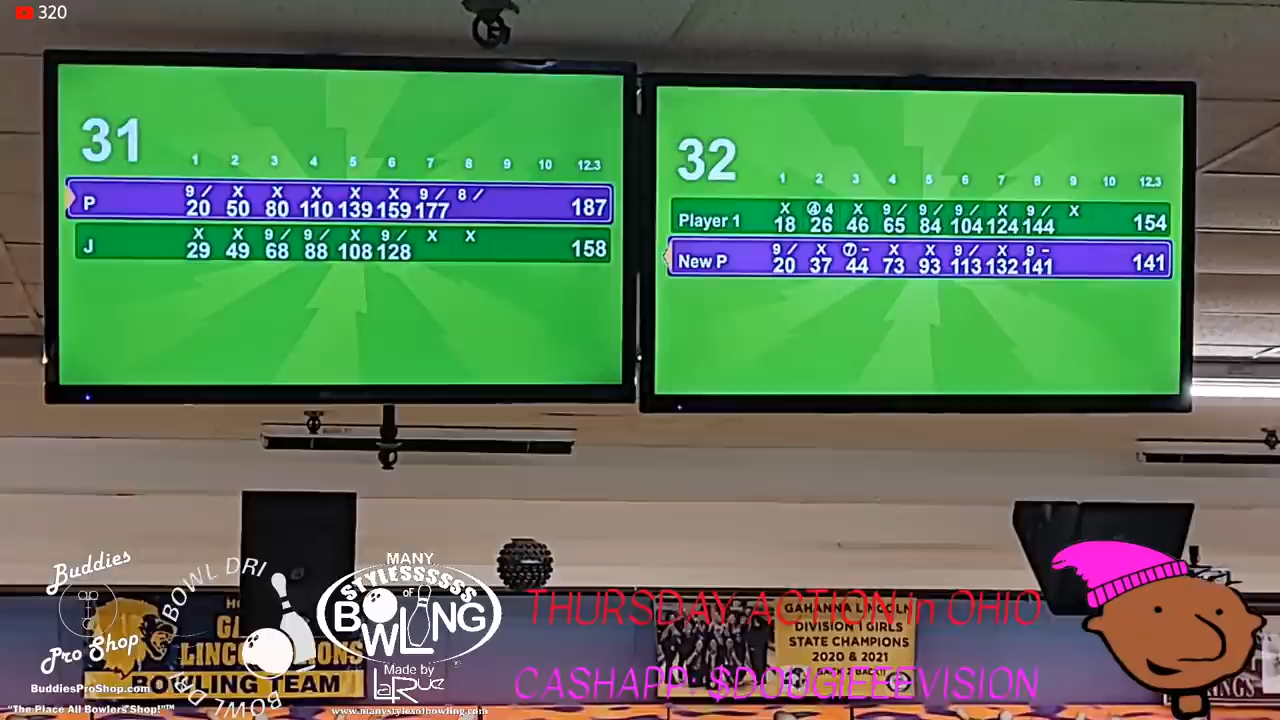 320
31
1 2 3 4 5 6 7 8 9 10 12.3
9 / X X X X X 9 / 8 /
P 20 50 80 110 139 159 177 187
X X 9 / 9 / X 9 / X X
J 29 49 68 88 108 128 158
32
1 2 3 4 5 6 7 8 9 10 12.3
X ④ 4 X 9 / 9 / 9 / X 9 / X
Player 1 18 26 46 65 84 104 124 144 154
9 / X ⑦ - X X 9 / X 9 -
New P 20 37 44 73 93 113 132 141 141
Buddies
Pro Shop
BuddiesProShop.com
"The Place All Bowlers Shop!"™
BOWL DRI
BOWL DRI
BOWLING TEAM
MANY
STYLESSSSSS
OF
BOWLING
Made by
LaRue
www.manystylesofbowling.com
THURSDAY ACTION in OHIO
CASHAPP $DOUGIEEEVISION
GAHANNA LINCOLN
DIVISION I GIRLS
STATE CHAMPIONS
2020 & 2021